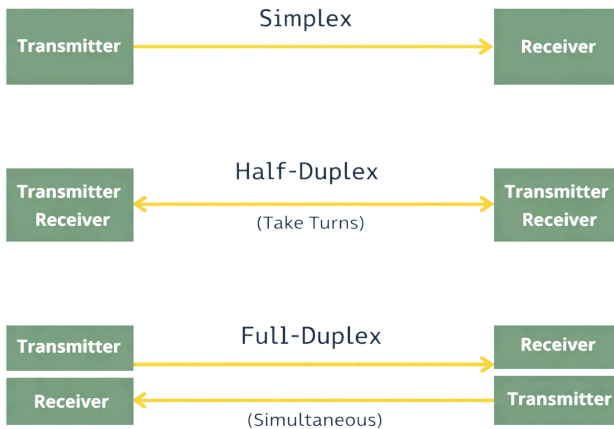 Simplex
Transmitter
Receiver
Half-Duplex
Transmitter
Receiver
(Take Turns)
Transmitter
Receiver
Full-Duplex
Transmitter
Receiver
Receiver
Transmitter
(Simultaneous)